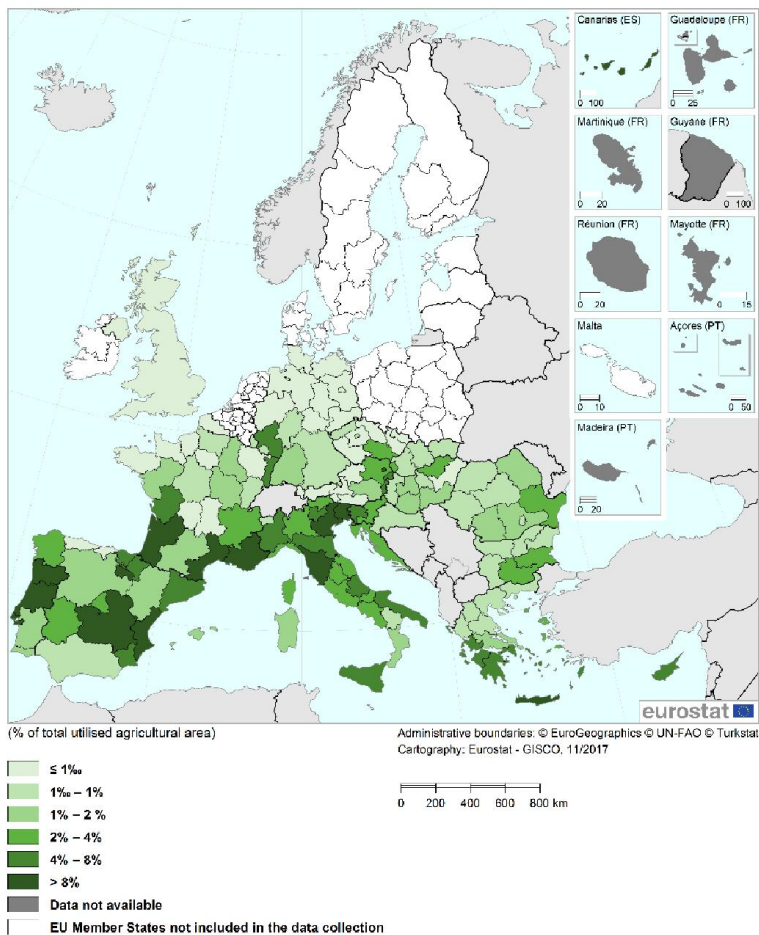 Canarias (ES)
0 100
Guadeloupe (FR)
0 25
Martinique (FR)
0 20
Guyane (FR)
0 100
Réunion (FR)
0 20
Mayotte (FR)
0 15
Malta
0 10
Açores (PT)
0 50
Madeira (PT)
0 20
eurostat
(% of total utilised agricultural area)
Administrative boundaries: © EuroGeographics © UN-FAO © Turkstat
Cartography: Eurostat - GISCO, 11/2017
≤ 1‰
1‰ – 1%
1% – 2 %
2% – 4%
4% – 8%
> 8%
Data not available
EU Member States not included in the data collection
0 200 400 600 800 km